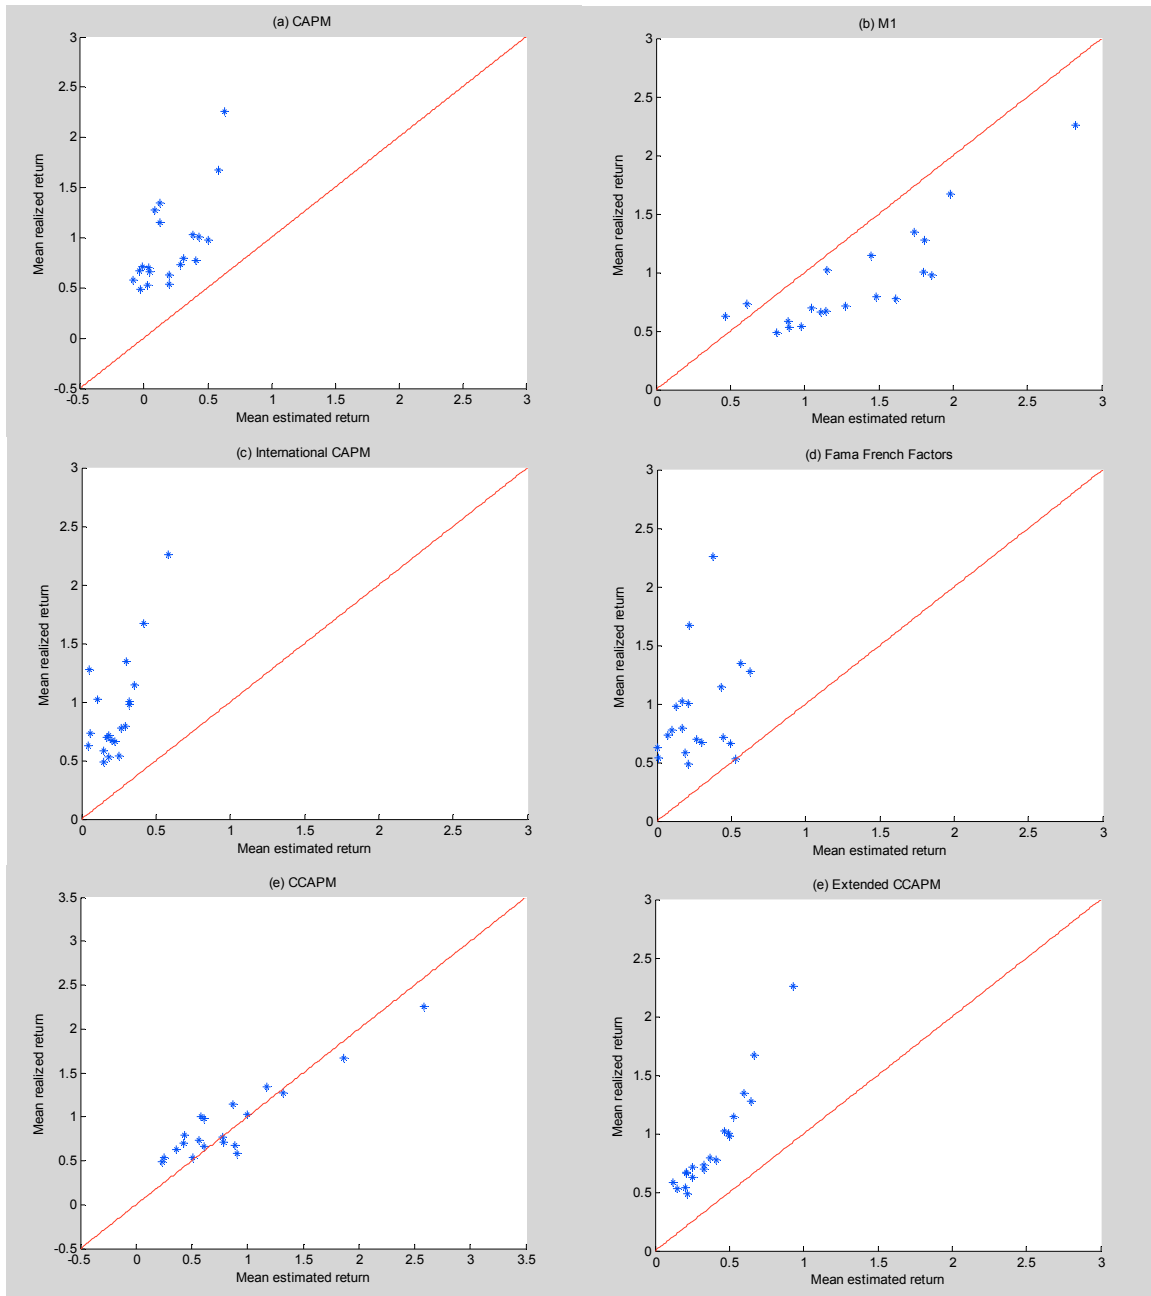 (a) CAPM
3
2.5
2
1.5
1
0.5
0
-0.5
-0.5 0 0.5 1 1.5 2 2.5 3
Mean realized return
Mean estimated return
(b) M1
3
2.5
2
1.5
1
0.5
0
0 0.5 1 1.5 2 2.5 3
Mean realized return
Mean estimated return
(c) International CAPM
3
2.5
2
1.5
1
0.5
0
0 0.5 1 1.5 2 2.5 3
Mean realized return
Mean estimated return
(d) Fama French Factors
3
2.5
2
1.5
1
0.5
0
0 0.5 1 1.5 2 2.5 3
Mean realized return
Mean estimated return
(e) CCAPM
3.5
3
2.5
2
1.5
1
0.5
0
-0.5
-0.5 0 0.5 1 1.5 2 2.5 3 3.5
Mean realized return
Mean estimated return
(e) Extended CCAPM
3
2.5
2
1.5
1
0.5
0
0 0.5 1 1.5 2 2.5 3
Mean realized return
Mean estimated return